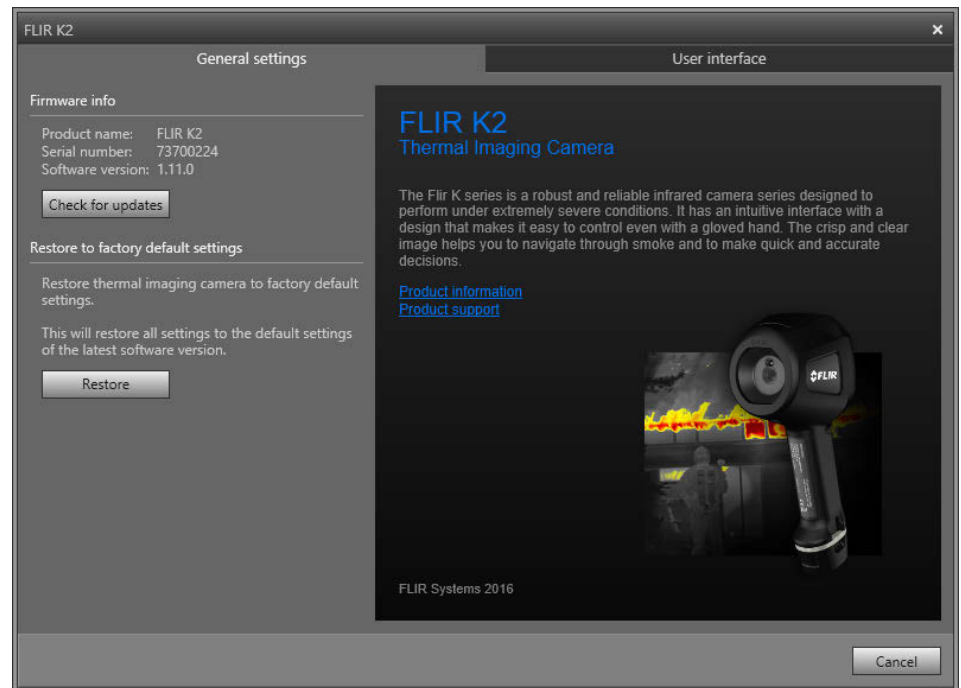 FLIR K2
General settings
User interface
Firmware info
Product name: FLIR K2
Serial number: 73700224
Software version: 1.11.0
Check for updates
Restore to factory default settings
Restore thermal imaging camera to factory default
settings.
This will restore all settings to the default settings
of the latest software version.
Restore
FLIR K2
Thermal Imaging Camera
The Flir K series is a robust and reliable infrared camera series designed to
perform under extremely severe conditions. It has an intuitive interface with a
design that makes it easy to control even with a gloved hand. The crisp and clear
image helps you to navigate through smoke and to make quick and accurate
decisions.
Product information
Product support
FLIR
FLIR Systems 2016
Cancel